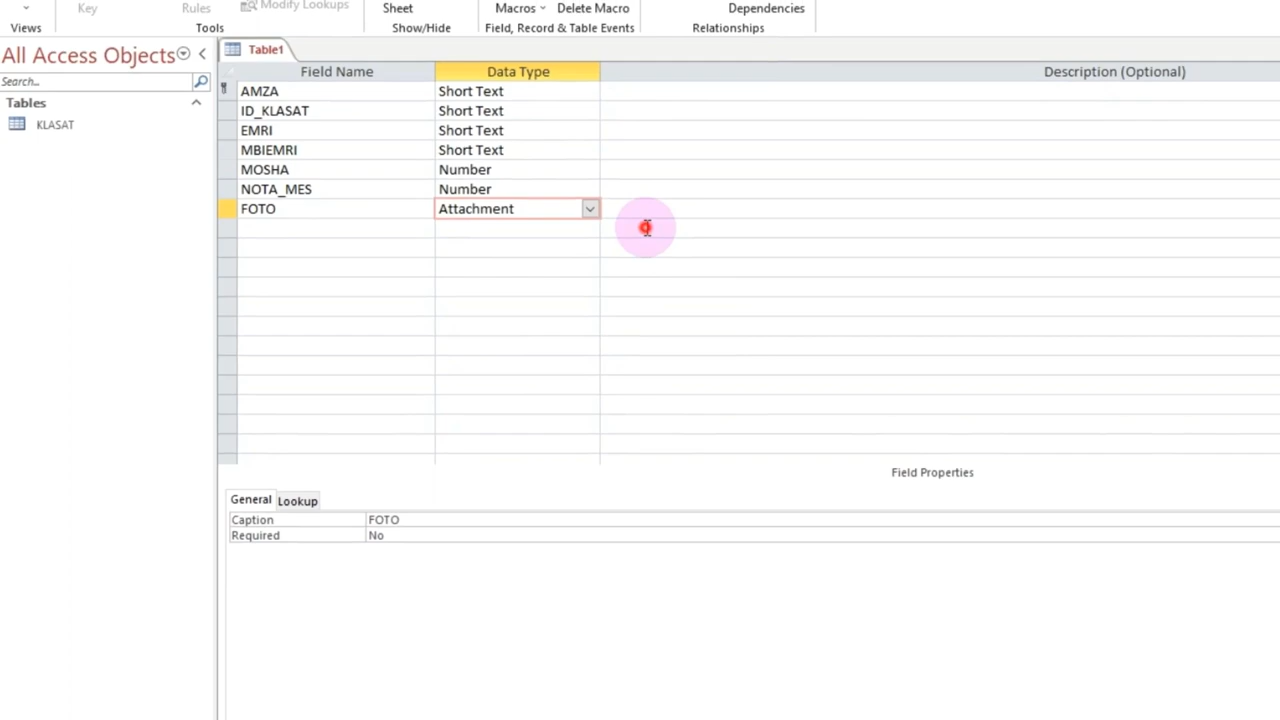 Key
Rules
Modify Lookups
Sheet
Macros
Delete Macro
Dependencies
Views
Tools
Show/Hide
Field, Record & Table Events
Relationships
All Access Objects
Search...
Tables
KLASAT
Table1
Field Name Data Type Description (Optional)
AMZA Short Text
ID_KLASAT Short Text
EMRI Short Text
MBIEMRI Short Text
MOSHA Number
NOTA_MES Number
FOTO Attachment
Field Properties
General Lookup
Caption FOTO
Required No